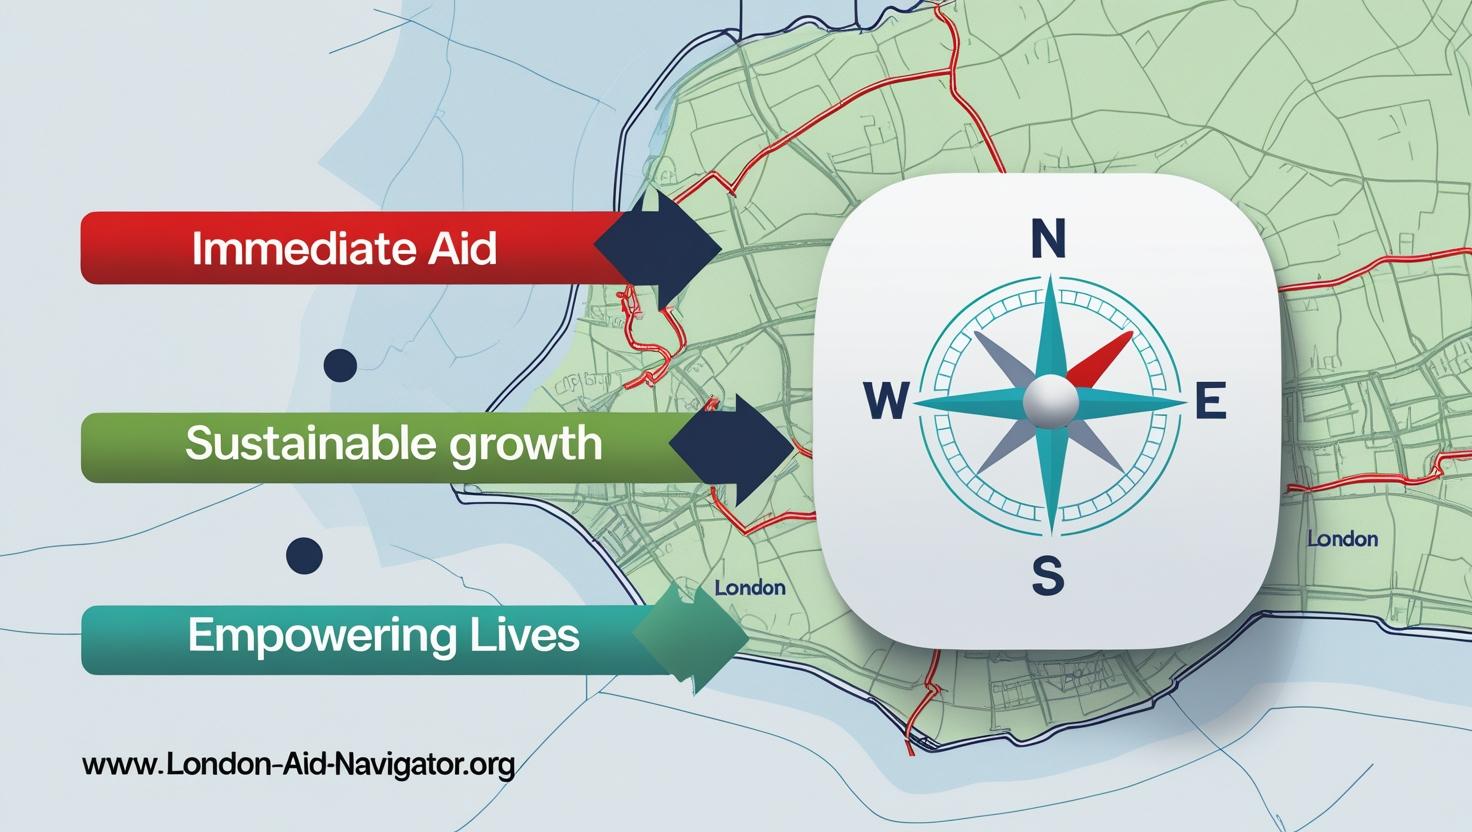 Immediate Aid
Sustainable growth
Empowering Lives
www.London-Aid-Navigator.org
N
W
E
S
London
London